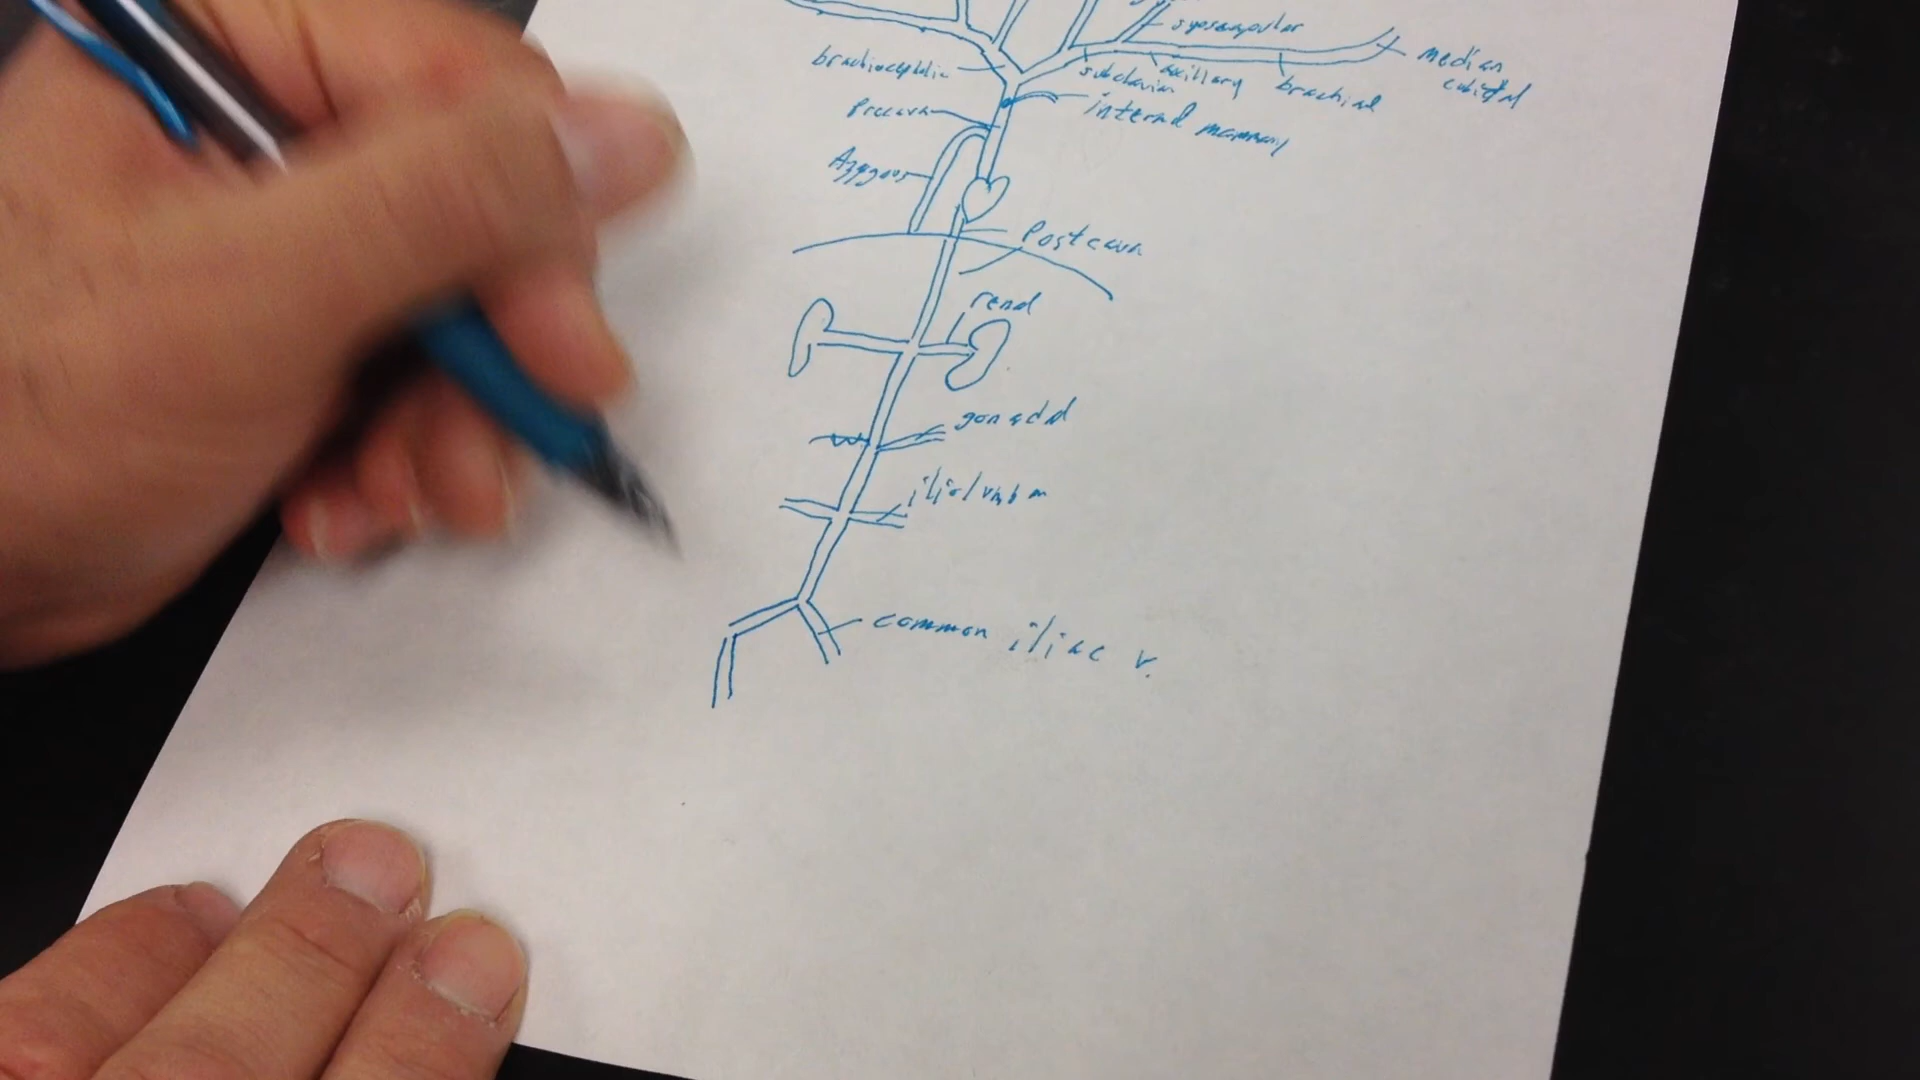 subscapular
brachiocephalic
subclavian
axillary
brachial
median
cubital
Precava
internal mammary
Azygous
Postcava
renal
gonadal
iliolumbar
common iliac v.